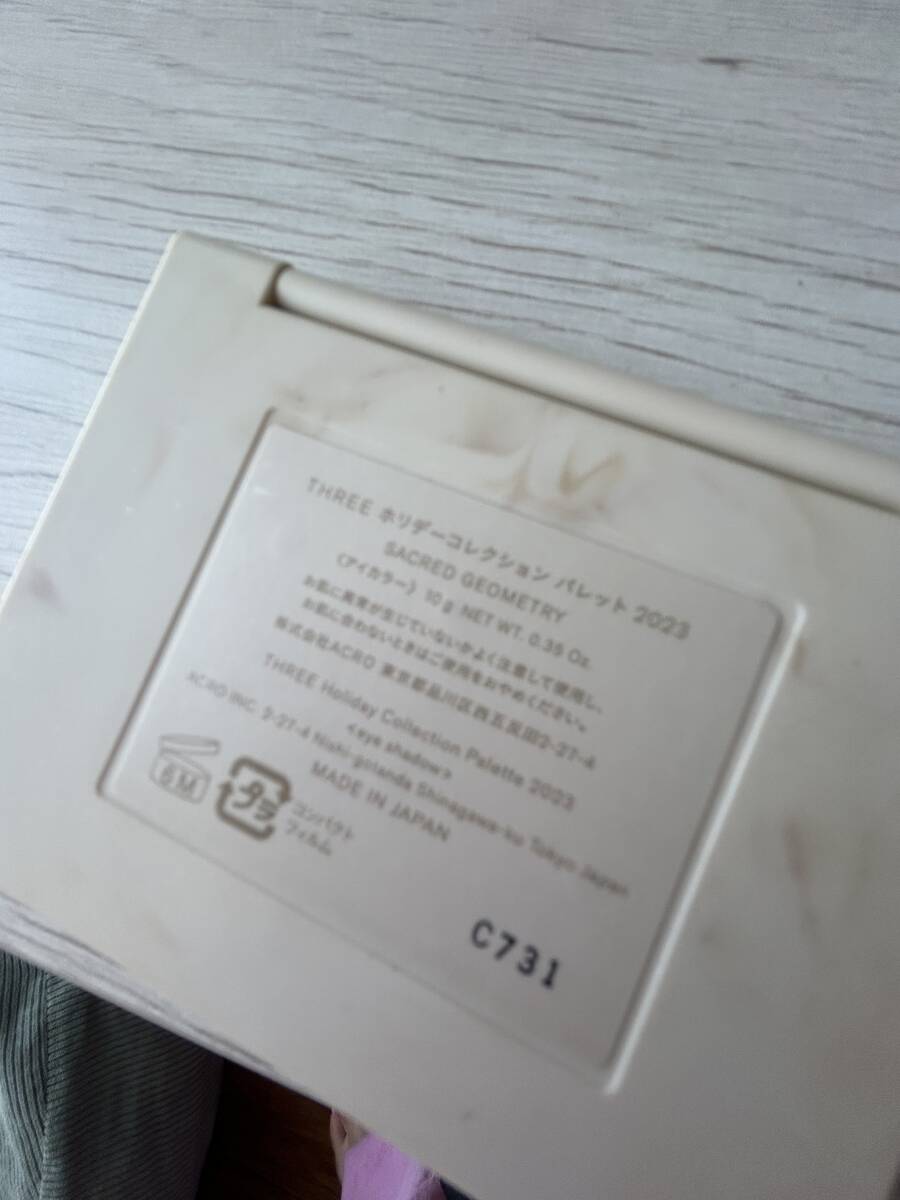 THREE ホリデーコレクション パレット 2023
SACRED GEOMETRY
〈アイカラー〉 10g NET WT. 0.35 Oz.
お肌に異常が生じていないかよく注意して使用し、
お肌に合わないときはご使用をおやめください。
株式会社ACRO 東京都品川区西五反田2-27-4
THREE Holiday Collection Palette 2023
<eye shadow>
ACRO INC. 2-27-4 Nishi-gotanda Shinagawa-ku Tokyo Japan
MADE IN JAPAN
6M
プラ
コンパクト
フィルム
C731